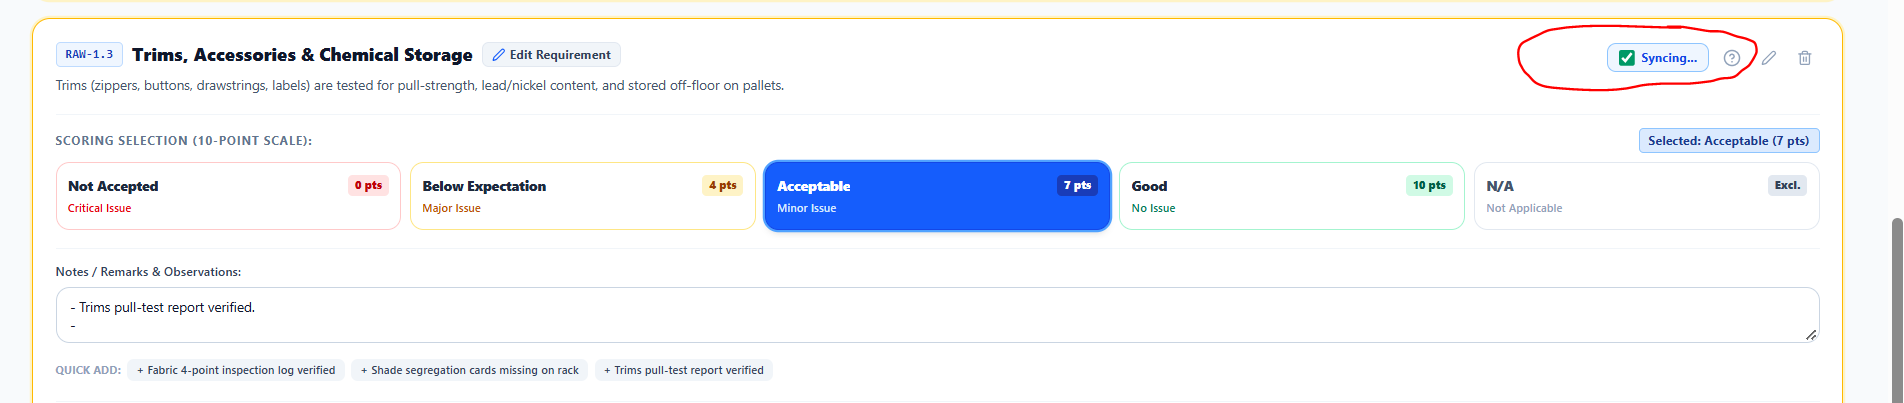 RAW-1.3 Trims, Accessories & Chemical Storage Edit Requirement Syncing...
Trims (zippers, buttons, drawstrings, labels) are tested for pull-strength, lead/nickel content, and stored off-floor on pallets.
SCORING SELECTION (10-POINT SCALE): Selected: Acceptable (7 pts)
Not Accepted 0 pts Below Expectation 4 pts Acceptable 7 pts Good 10 pts N/A Excl.
Critical Issue Major Issue Minor Issue No Issue Not Applicable
Notes / Remarks & Observations:
- Trims pull-test report verified.
-
QUICK ADD: + Fabric 4-point inspection log verified + Shade segregation cards missing on rack + Trims pull-test report verified